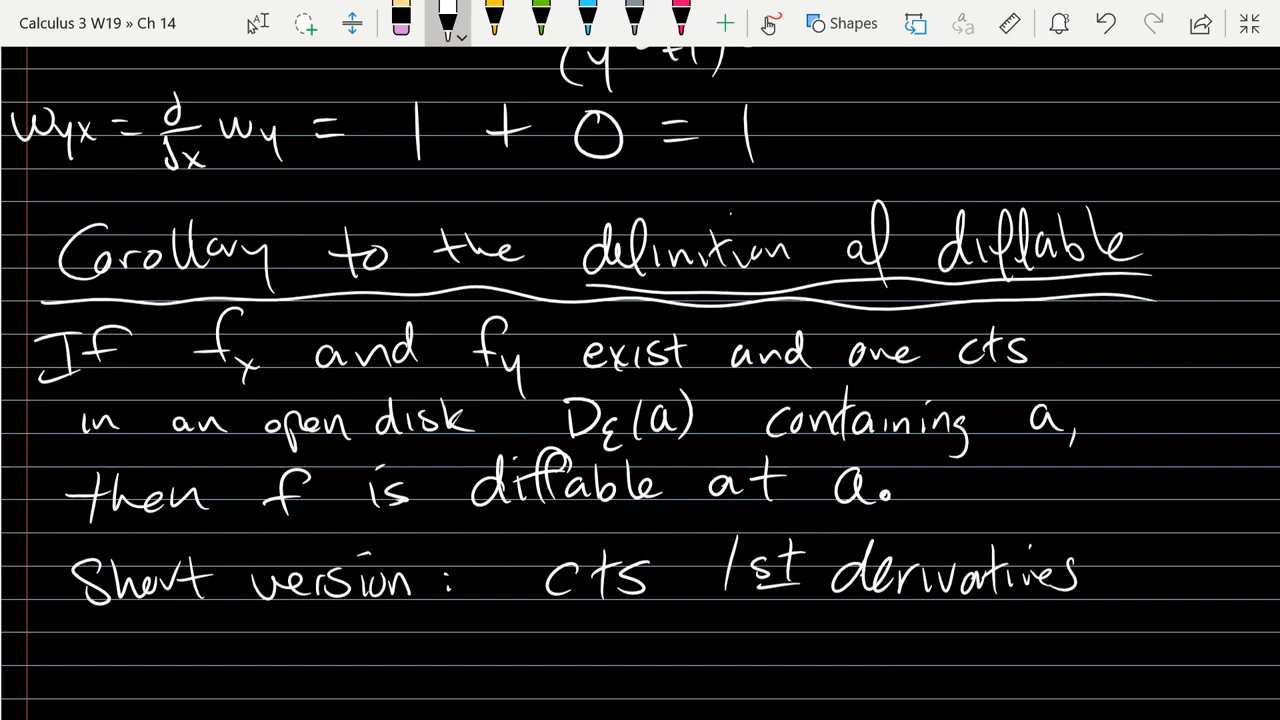 Calculus 3 W19 » Ch 14
Shapes
wyx = d/dx wy = 1 + 0 = 1
Corollary to the definition of diffable
If fx and fy exist and are cts
in an open disk Dε(a) containing a,
then f is diffable at a.
Short version: cts 1st derivatives